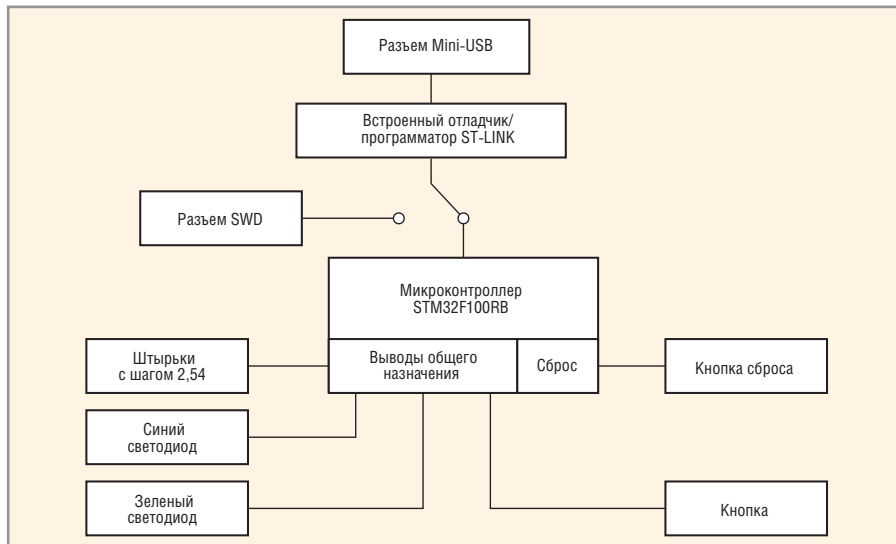 Разъем Mini-USB
Встроенный отладчик/
программатор ST-LINK
Разъем SWD
Микроконтроллер
STM32F100RB
Штырьки
с шагом 2,54
Выводы общего
назначения
Сброс
Кнопка сброса
Синий
светодиод
Зеленый
светодиод
Кнопка